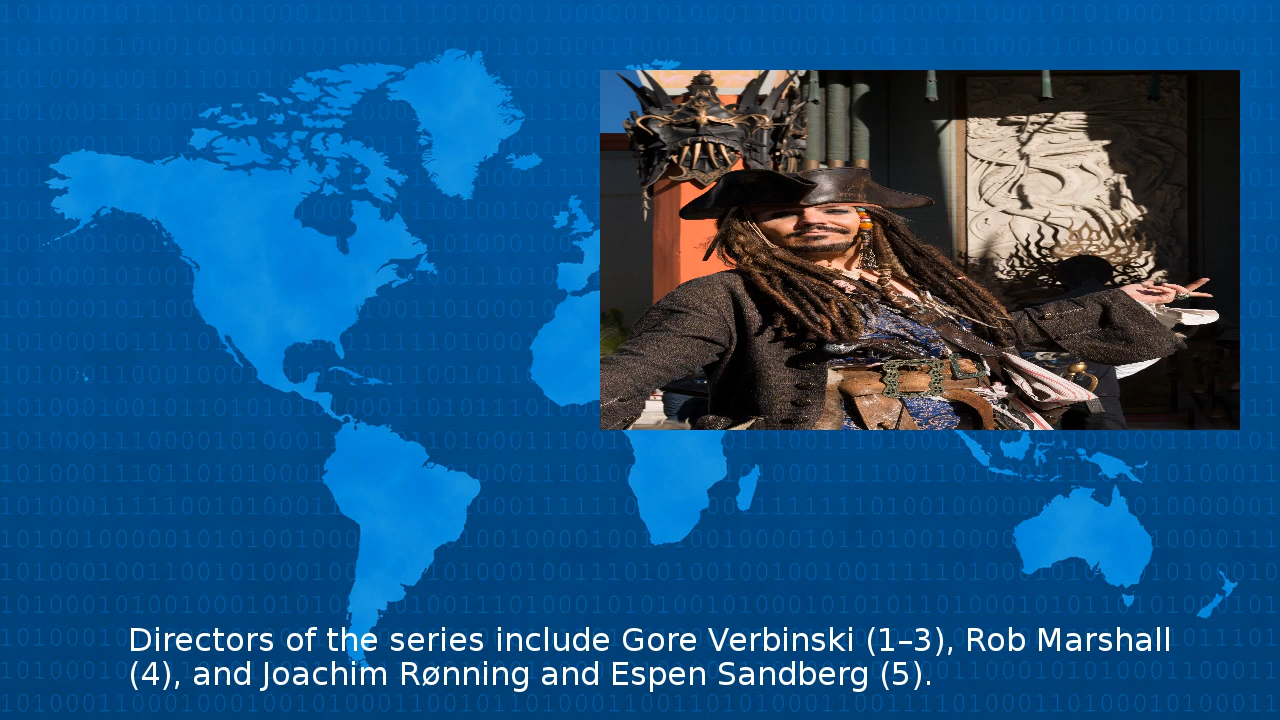 Directors of the series include Gore Verbinski (1–3), Rob Marshall
(4), and Joachim Rønning and Espen Sandberg (5).